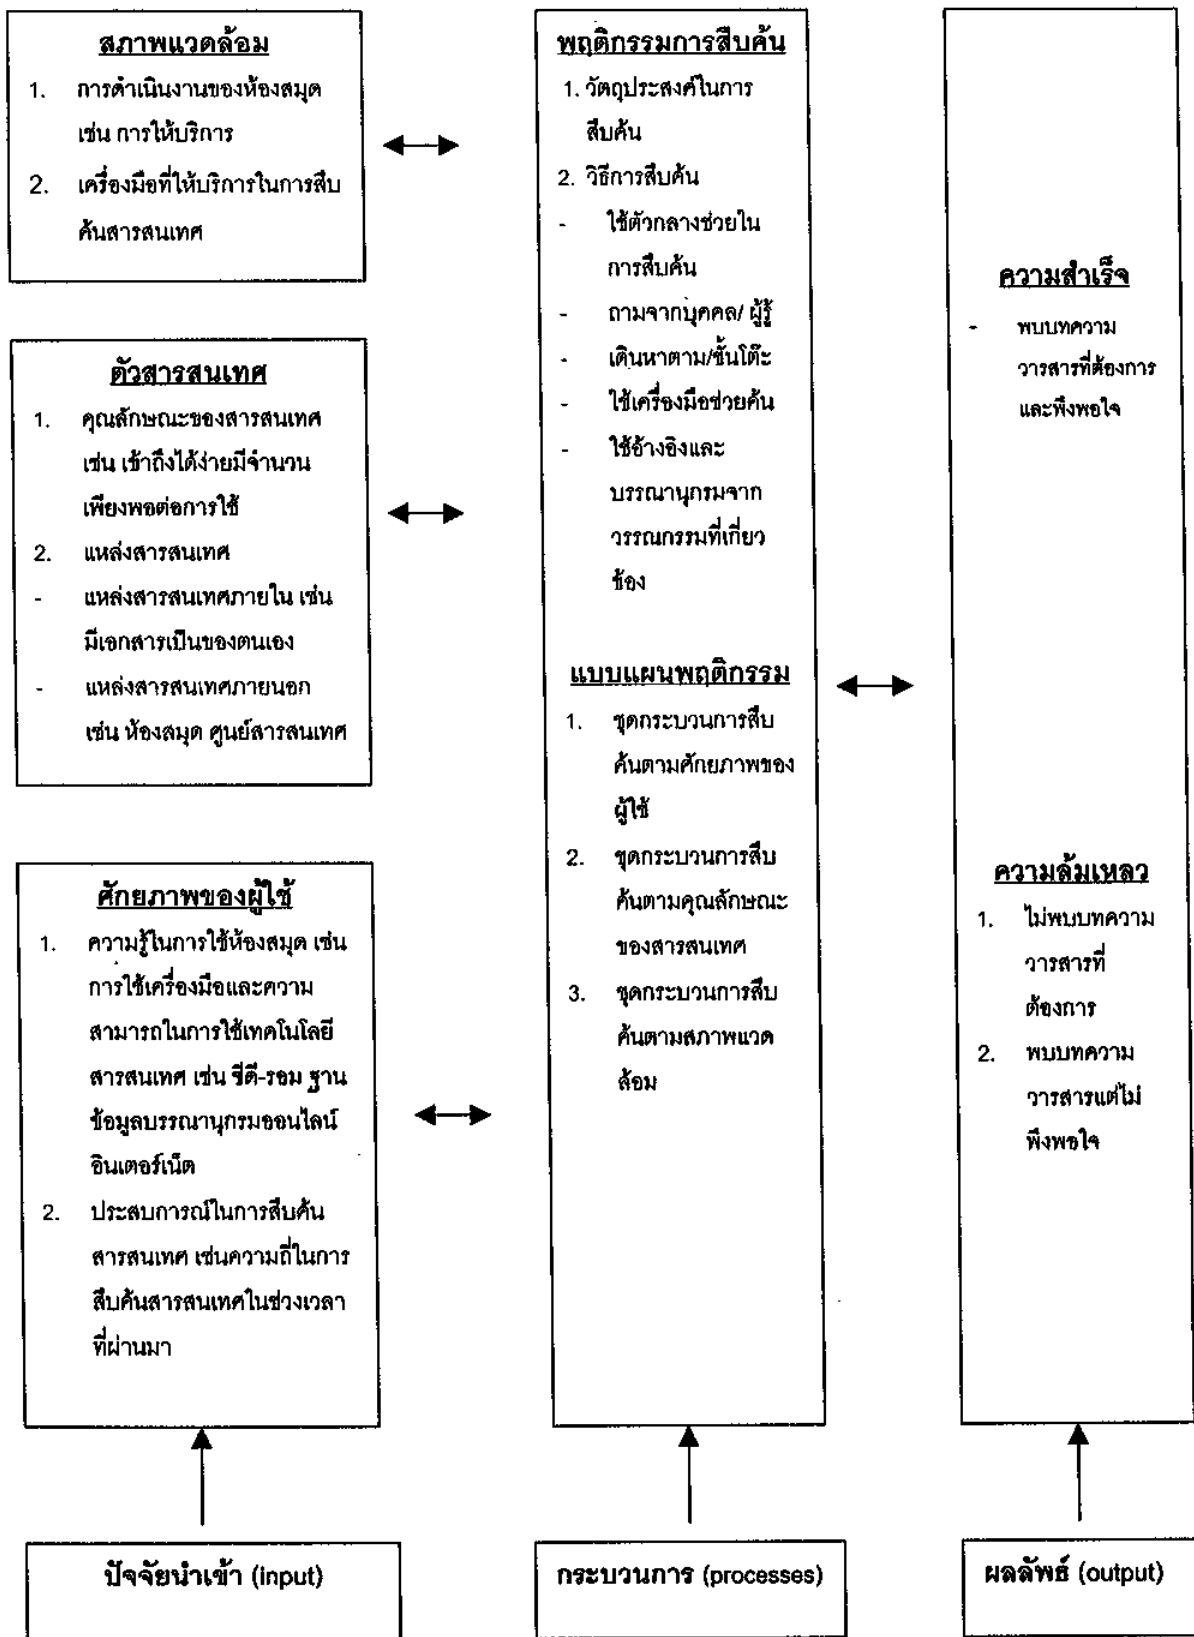 สภาพแวดล้อม
1. การดำเนินงานของห้องสมุด
เช่น การให้บริการ
2. เครื่องมือที่ให้บริการในการสืบ
ค้นสารสนเทศ
ตัวสารสนเทศ
1. คุณลักษณะของสารสนเทศ
เช่น เข้าถึงได้ง่ายมีจำนวน
เพียงพอต่อการใช้
2. แหล่งสารสนเทศ
- แหล่งสารสนเทศภายใน เช่น
มีเอกสารเป็นของตนเอง
- แหล่งสารสนเทศภายนอก
เช่น ห้องสมุด ศูนย์สารสนเทศ
ศักยภาพของผู้ใช้
1. ความรู้ในการใช้ห้องสมุด เช่น
การใช้เครื่องมือและความ
สามารถในการใช้เทคโนโลยี
สารสนเทศ เช่น ซีดี-รอม ฐาน
ข้อมูลบรรณานุกรมออนไลน์
อินเตอร์เน็ต
2. ประสบการณ์ในการสืบค้น
สารสนเทศ เช่นความถี่ในการ
สืบค้นสารสนเทศในช่วงเวลา
ที่ผ่านมา
ปัจจัยนำเข้า (input)
พฤติกรรมการสืบค้น
1. วัตถุประสงค์ในการ
สืบค้น
2. วิธีการสืบค้น
- ใช้ตัวกลางช่วยใน
การสืบค้น
- ถามจากบุคคล/ ผู้รู้
- เดินหาตาม/ชั้นโต๊ะ
- ใช้เครื่องมือช่วยค้น
- ใช้อ้างอิงและ
บรรณานุกรมจาก
วรรณกรรมที่เกี่ยว
ข้อง
แบบแผนพฤติกรรม
1. ชุดกระบวนการสืบ
ค้นตามศักยภาพของ
ผู้ใช้
2. ชุดกระบวนการสืบ
ค้นตามคุณลักษณะ
ของสารสนเทศ
3. ชุดกระบวนการสืบ
ค้นตามสภาพแวด
ล้อม
กระบวนการ (processes)
ความสำเร็จ
- พบบทความ
วารสารที่ต้องการ
และพึงพอใจ
ความล้มเหลว
1. ไม่พบบทความ
วารสารที่
ต้องการ
2. พบบทความ
วารสารแต่ไม่
พึงพอใจ
ผลลัพธ์ (output)